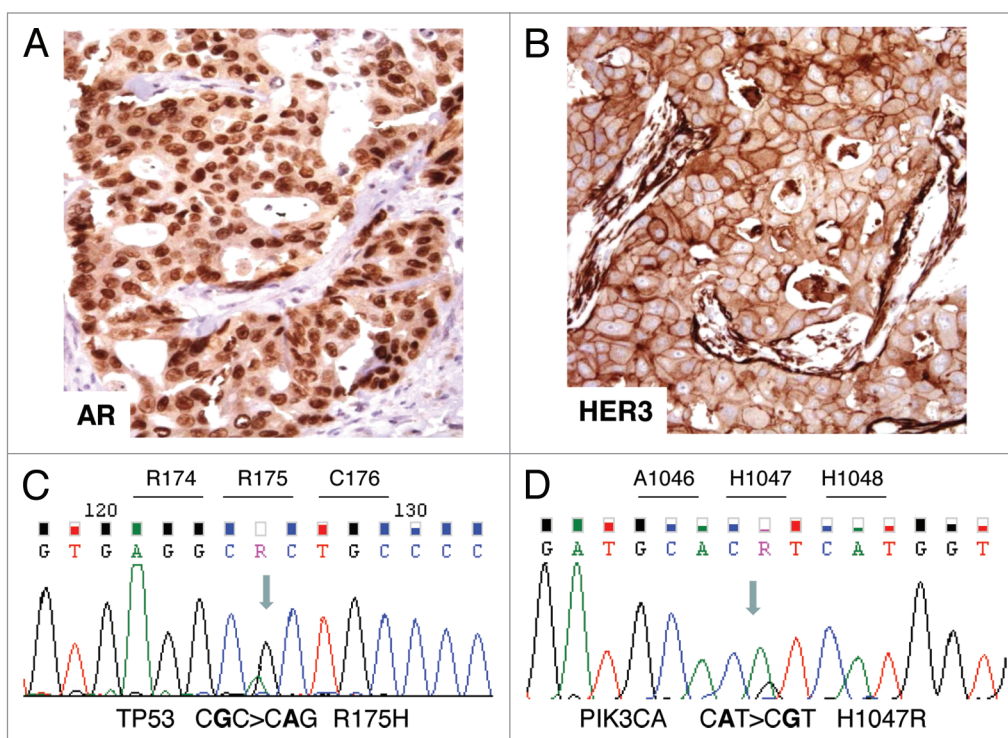 A
AR
B
HER3
C
R174 R175 C176
120 130
G T G A G G C R C T G C C C C
TP53 CGC>CAG R175H
D
A1046 H1047 H1048
G A T G C A C R T C A T G G T
PIK3CA CAT>CGT H1047R